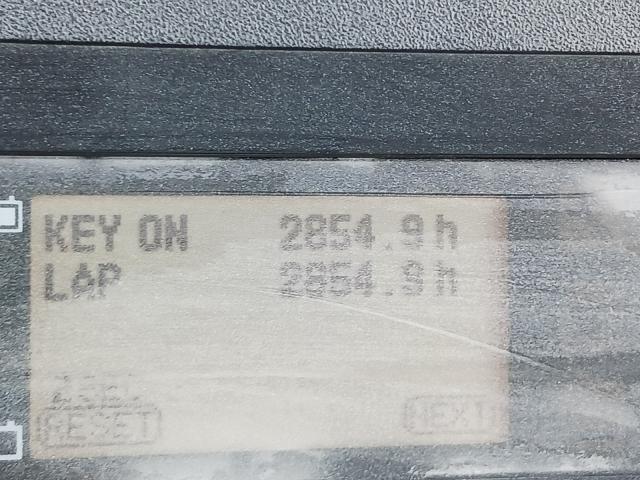 KEY ON 2854.9 h
LAP 2854.9 h
RESET NEXT